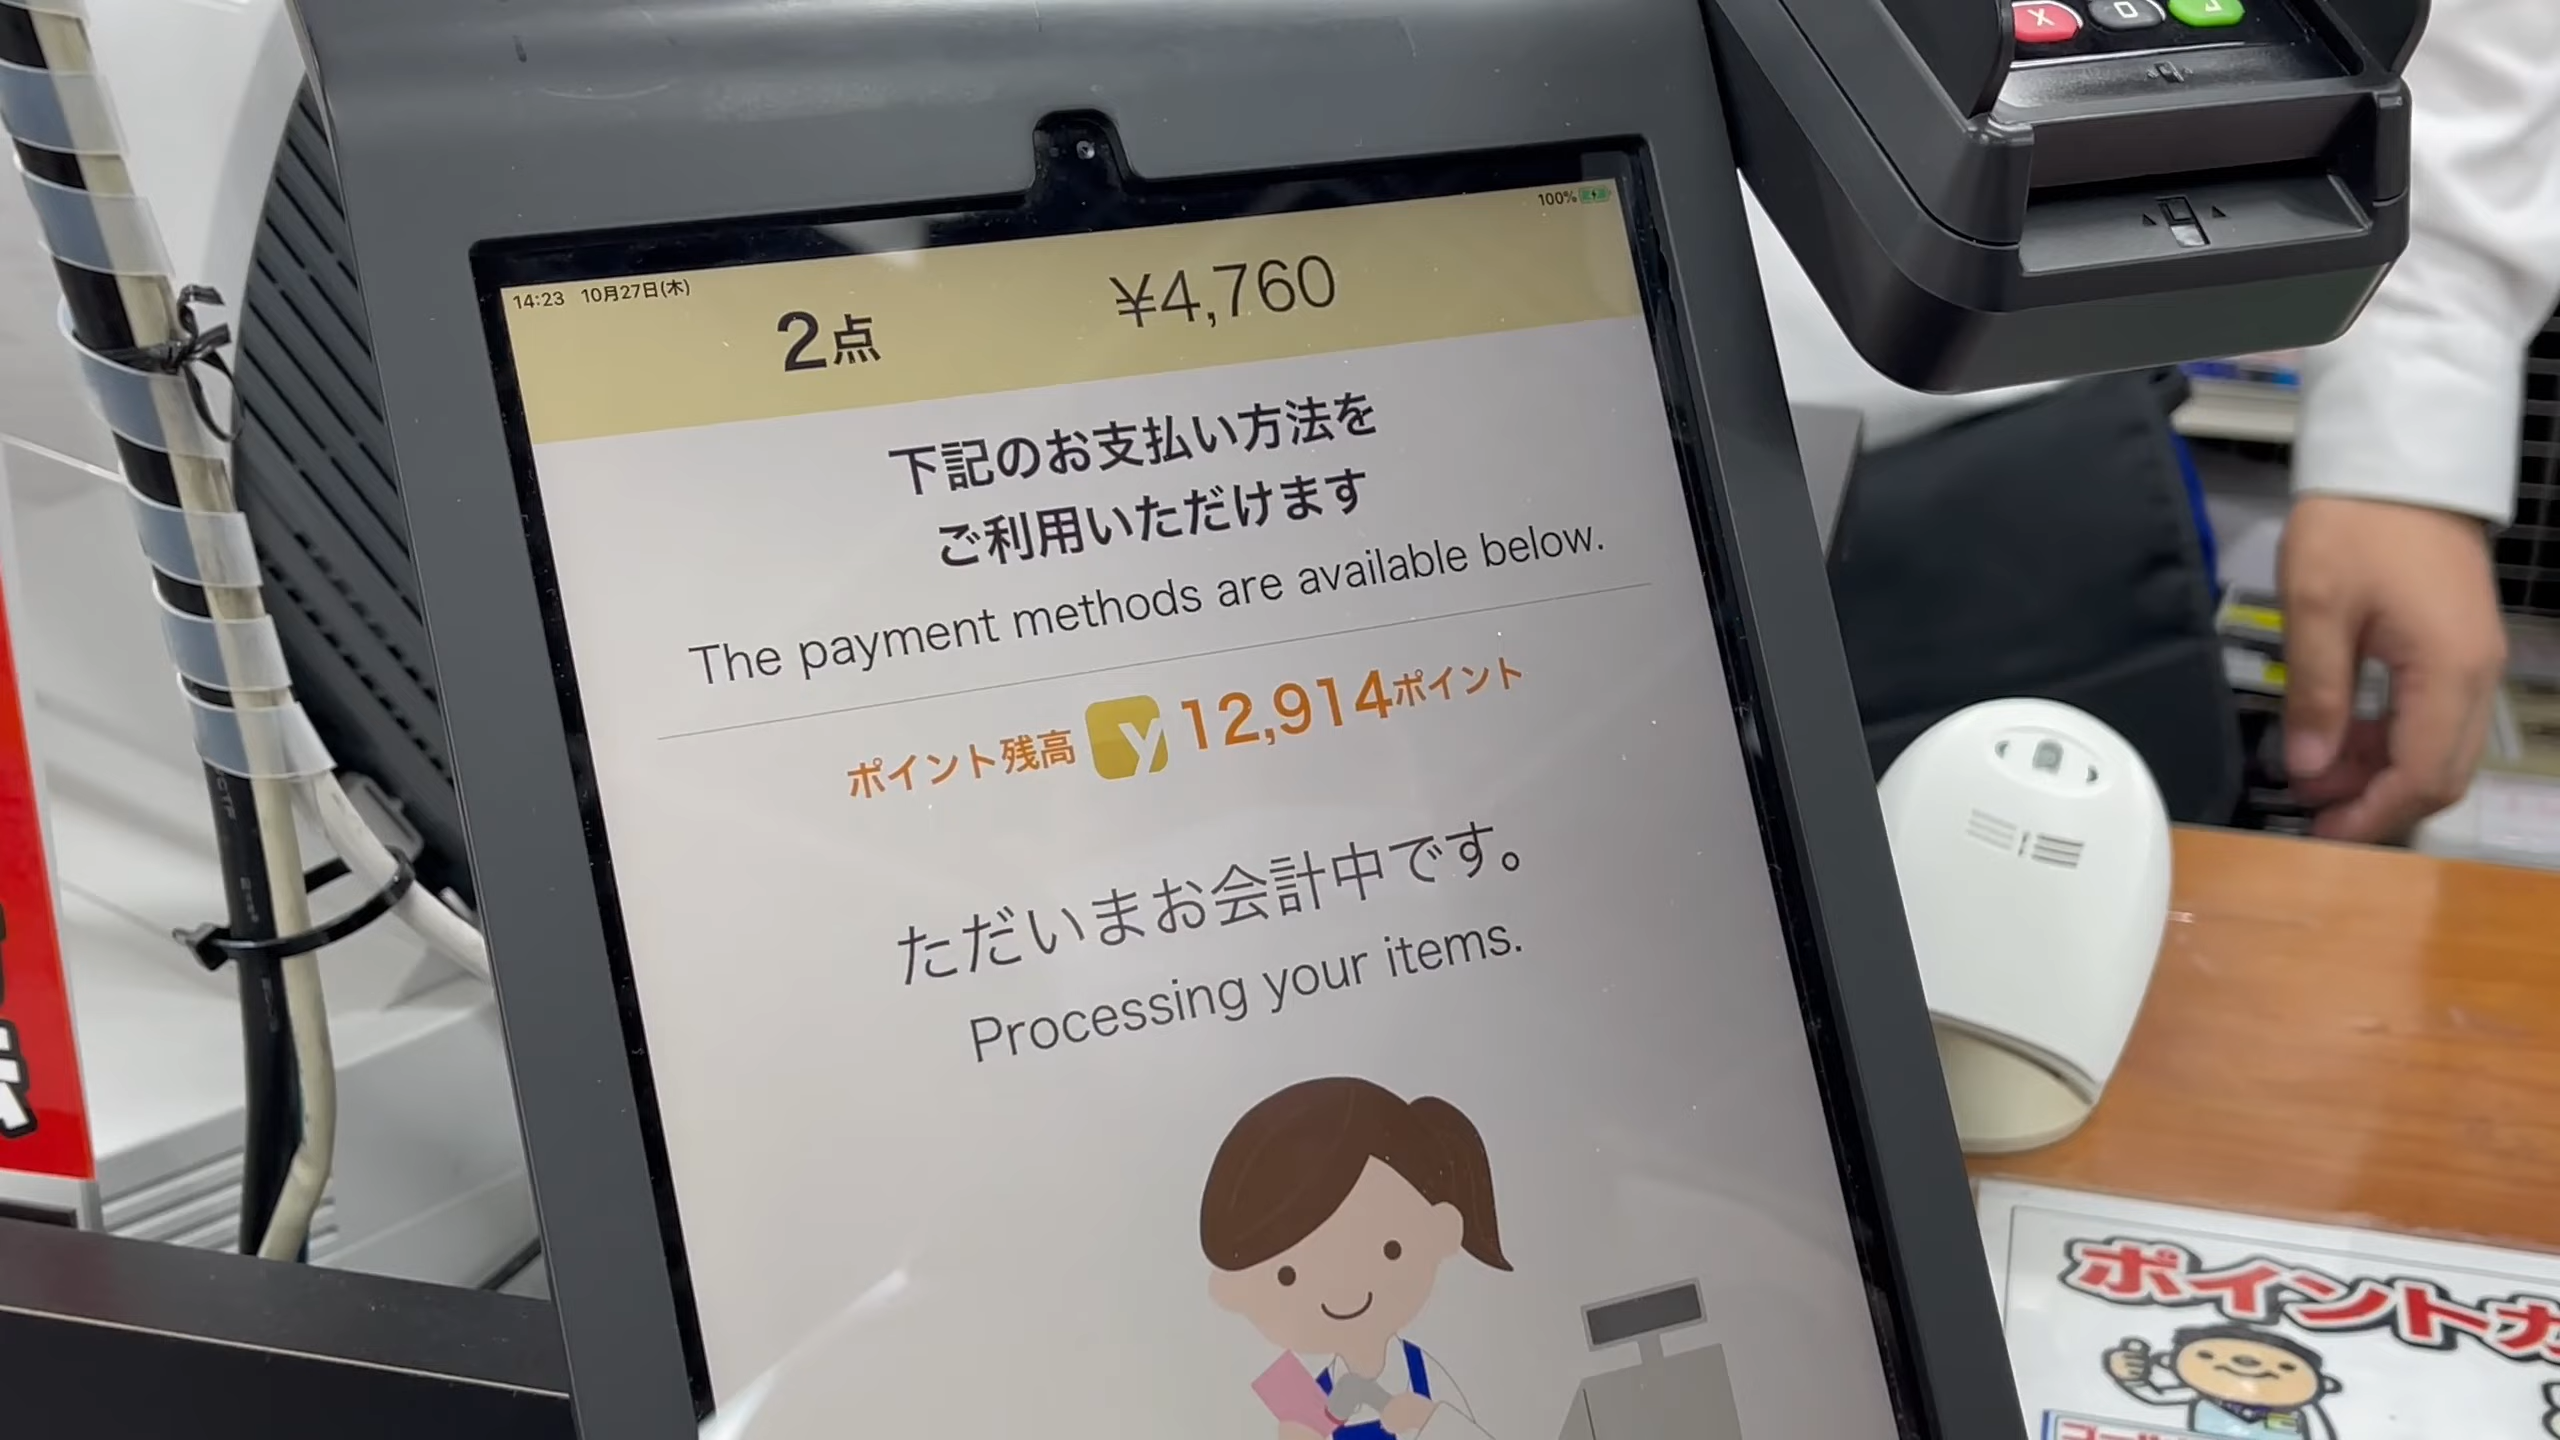 14:23 10月27日(木)
100%
2点 ¥4,760
下記のお支払い方法を
ご利用いただけます
The payment methods are available below.
ポイント残高 y 12,914ポイント
ただいまお会計中です。
Processing your items.
ポイントカ